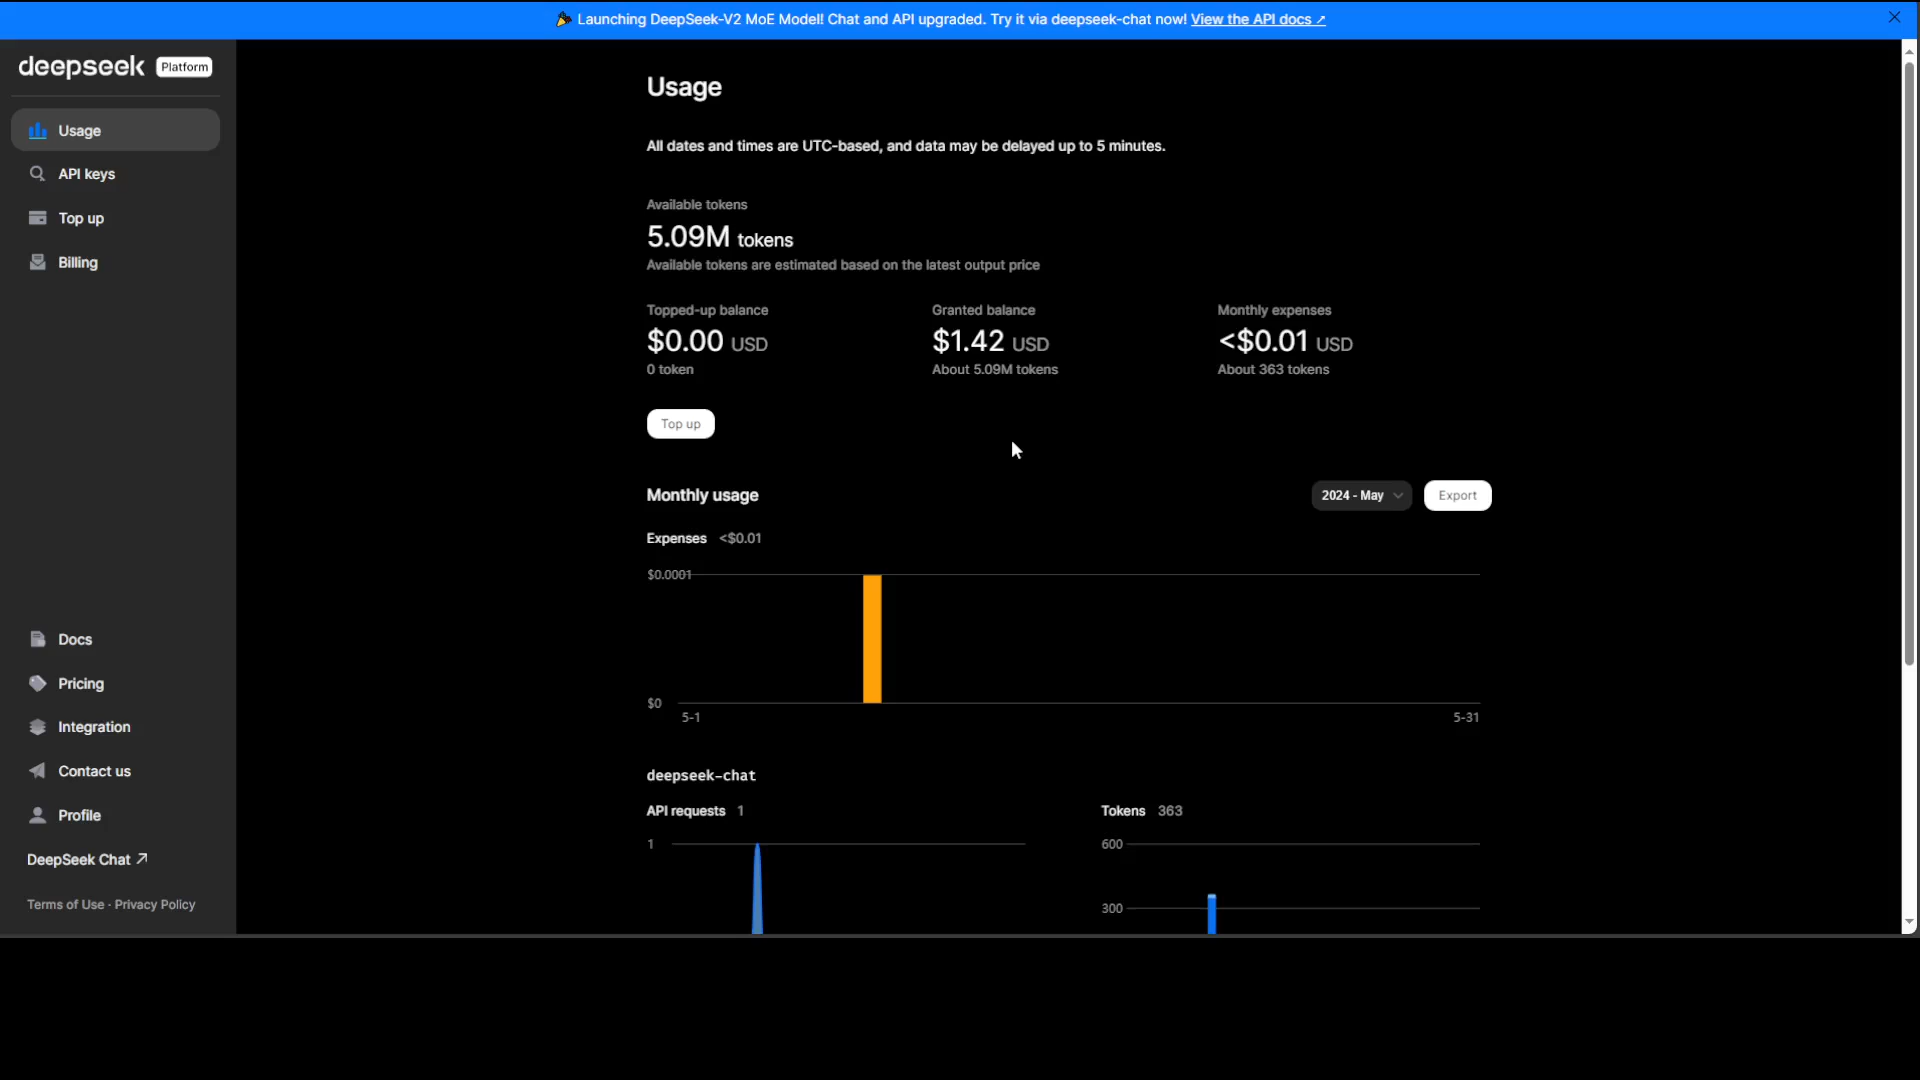 🎉 Launching DeepSeek-V2 MoE Model! Chat and API upgraded. Try it via deepseek-chat now! View the API docs ↗
deepseek Platform
Usage
API keys
Top up
Billing
Docs
Pricing
Integration
Contact us
Profile
DeepSeek Chat ↗
Terms of Use · Privacy Policy
Usage
All dates and times are UTC-based, and data may be delayed up to 5 minutes.
Available tokens
5.09M tokens
Available tokens are estimated based on the latest output price
Topped-up balance
$0.00 USD
0 token
Granted balance
$1.42 USD
About 5.09M tokens
Monthly expenses
<$0.01 USD
About 363 tokens
Top up
Monthly usage
2024 - May
Export
Expenses <$0.01
$0.0001
$0
5-1
5-31
deepseek-chat
API requests 1
1
Tokens 363
600
300